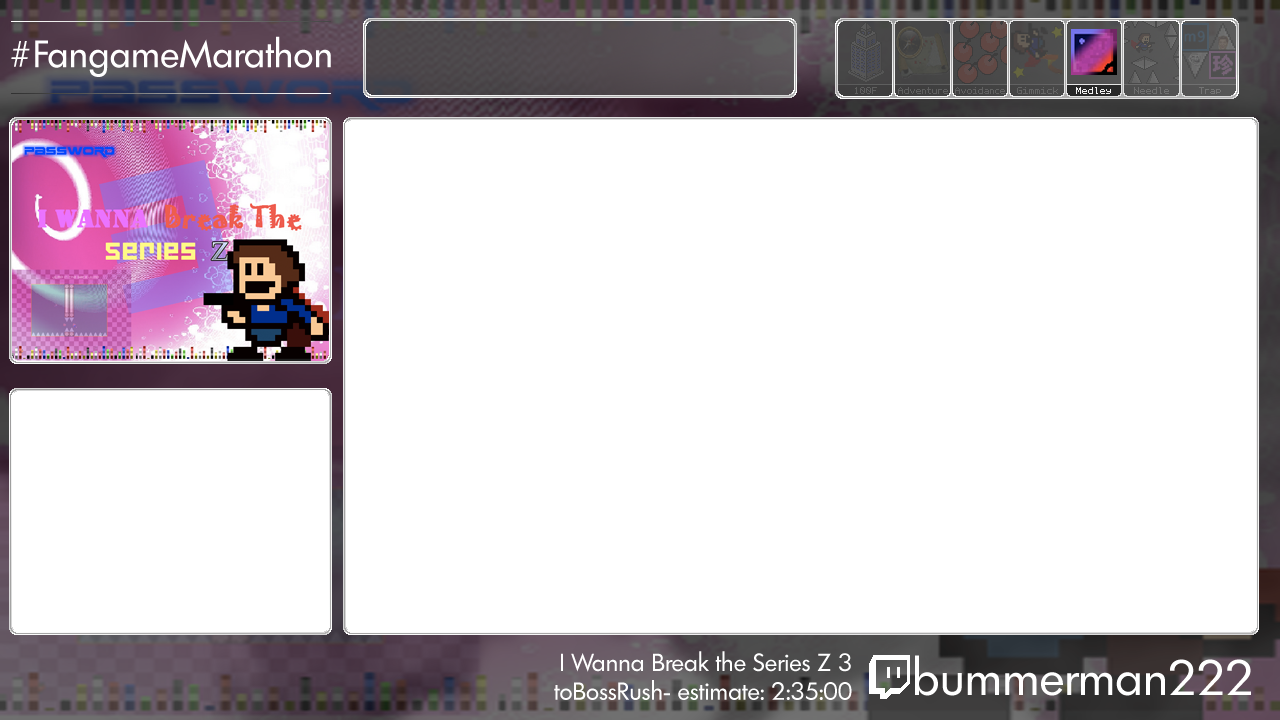 #FangameMarathon
100F Adventure Avoidance Gimmick Medley Needle Trap
PASSWORD
PASSWORD
I WANNA Break The
SERIES Z
I Wanna Break the Series Z 3
toBossRush- estimate: 2:35:00
bummerman222